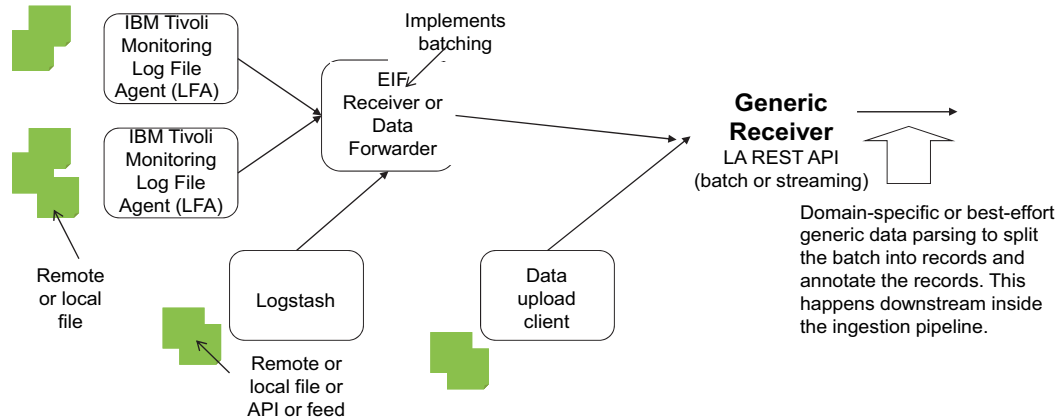 IBM Tivoli
Monitoring
Log File
Agent (LFA)
Implements
batching
EIF
Receiver or
Data
Forwarder
IBM Tivoli
Monitoring
Log File
Agent (LFA)
Generic
Receiver
LA REST API
(batch or streaming)
Domain-specific or best-effort
generic data parsing to split
the batch into records and
annotate the records. This
happens downstream inside
the ingestion pipeline.
Remote
or local
file
Logstash
Data
upload
client
Remote or
local file or
API or feed